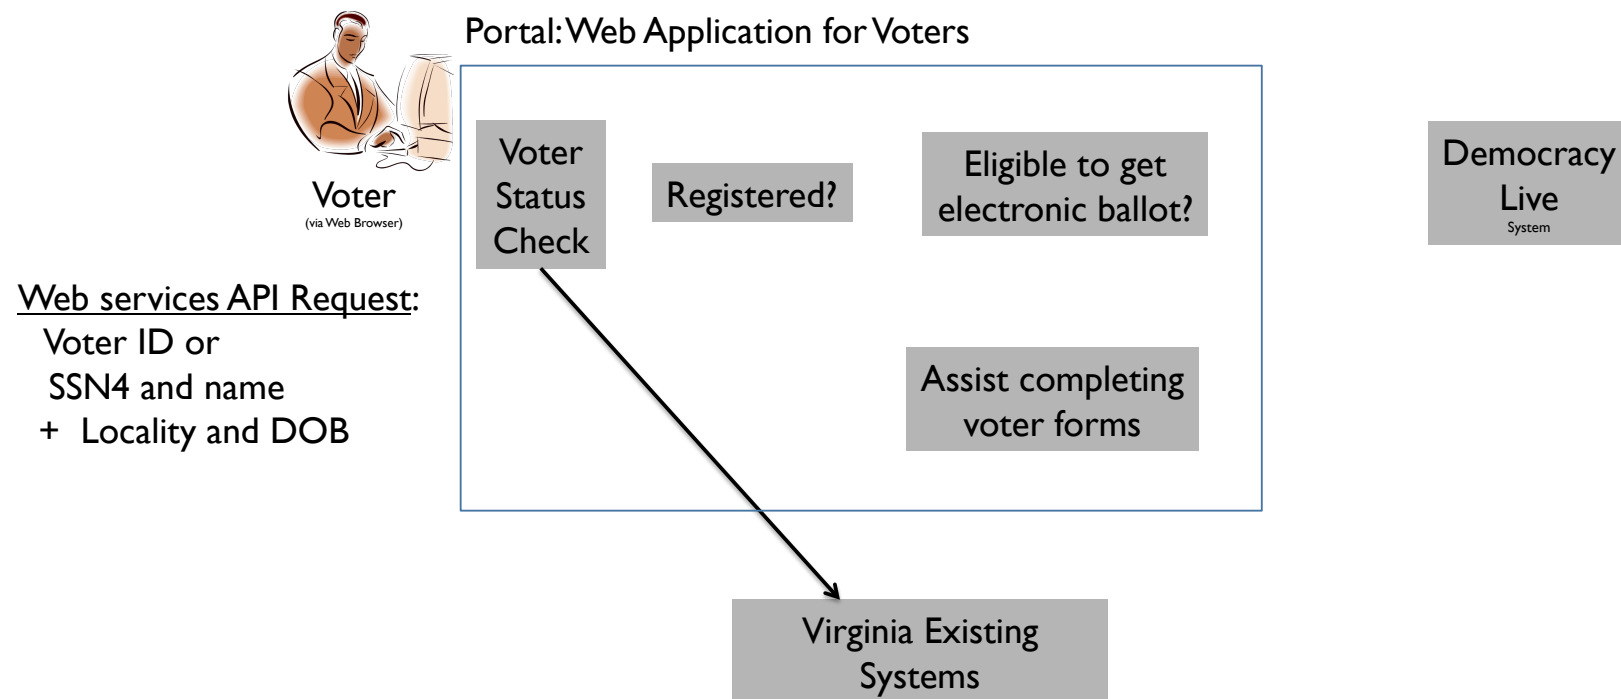 Portal: Web Application for Voters
Voter
(via Web Browser)
Voter
Status
Check
Registered?
Eligible to get
electronic ballot?
Democracy
Live
System
Web services API Request:
Voter ID or
SSN4 and name
+ Locality and DOB
Assist completing
voter forms
Virginia Existing
Systems